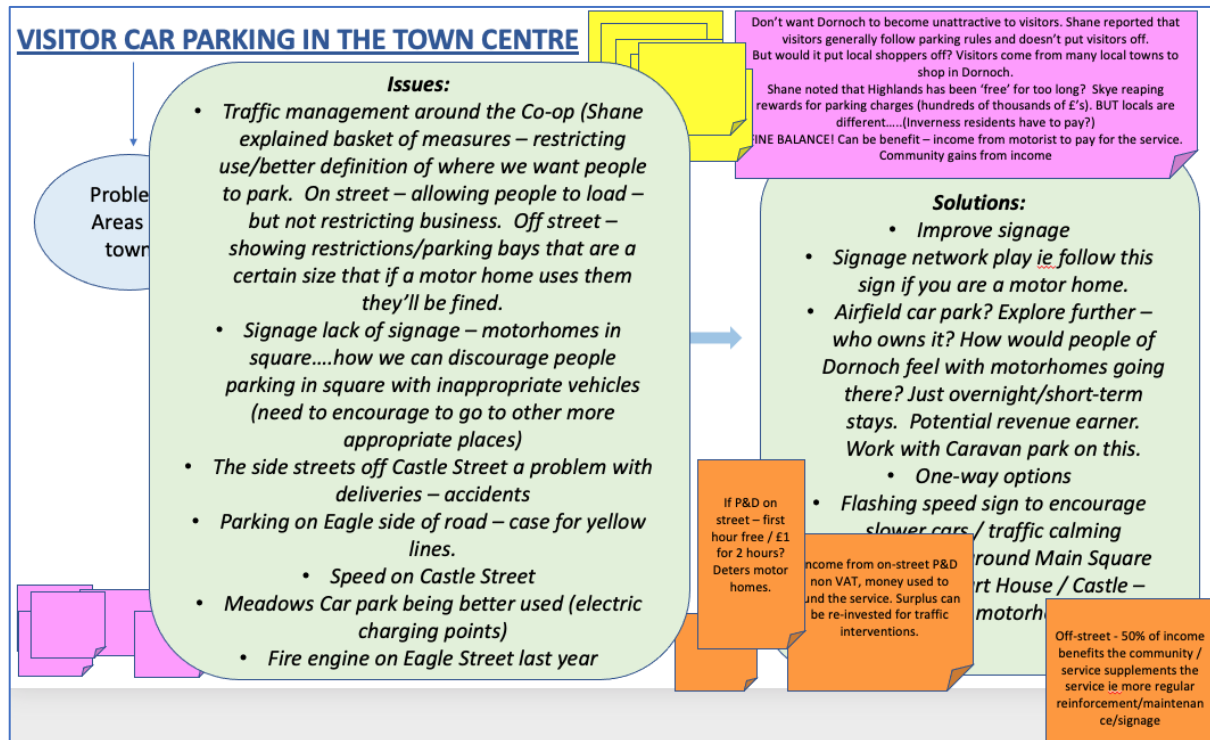 VISITOR CAR PARKING IN THE TOWN CENTRE
Don't want Dornoch to become unattractive to visitors. Shane reported that
visitors generally follow parking rules and doesn't put visitors off.
But would it put local shoppers off? Visitors come from many local towns to
shop in Dornoch.
Shane noted that Highlands has been 'free' for too long? Skye reaping
rewards for parking charges (hundreds of thousands of £'s). BUT locals are
different.....(Inverness residents have to pay?)
FINE BALANCE! Can be benefit – income from motorist to pay for the service.
Community gains from income
Areas
town
Issues:
• Traffic management around the Co-op (Shane
explained basket of measures – restricting
use/better definition of where we want people
to park. On street – allowing people to load –
but not restricting business. Off street –
showing restrictions/parking bays that are a
certain size that if a motor home uses them
they'll be fined.
• Signage lack of signage – motorhomes in
square....how we can discourage people
parking in square with inappropriate vehicles
(need to encourage to go to other more
appropriate places)
• The side streets off Castle Street a problem with
deliveries – accidents
• Parking on Eagle side of road – case for yellow
lines.
• Speed on Castle Street
• Meadows Car park being better used (electric
charging points)
• Fire engine on Eagle Street last year
Solutions:
• Improve signage
• Signage network play ie follow this
sign if you are a motor home.
• Airfield car park? Explore further –
who owns it? How would people of
Dornoch feel with motorhomes going
there? Just overnight/short-term
stays. Potential revenue earner.
Work with Caravan park on this.
• One-way options
• Flashing speed sign to encourage
slower cars / traffic calming
around Main Square
House / Castle –
If P&D on
street – first
hour free / £1
for 2 hours?
Deters motor
homes.
Income from on-street P&D
non VAT, money used to
fund the service. Surplus can
be re-invested for traffic
interventions.
Off-street - 50% of income
benefits the community /
service supplements the
service ie more regular
reinforcement/maintenan
ce/signage